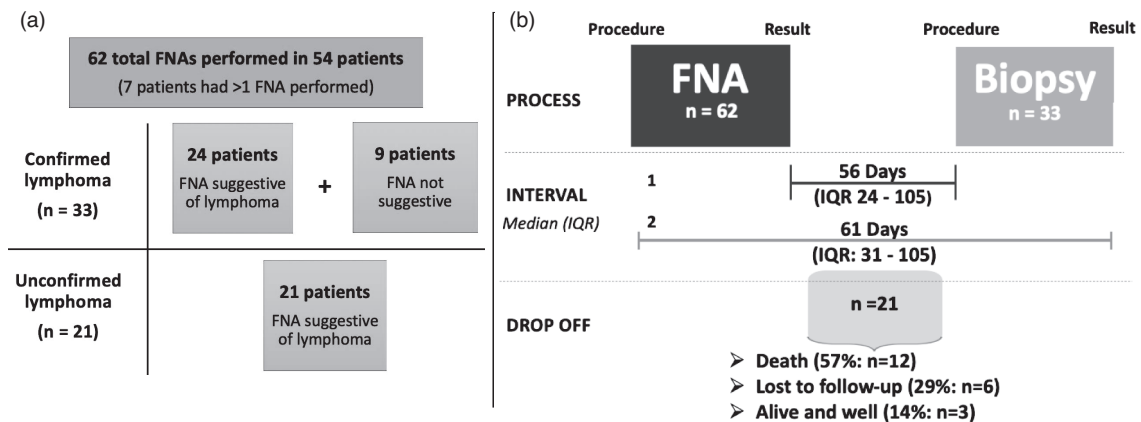 (a)
62 total FNAs performed in 54 patients
(7 patients had >1 FNA performed)
Confirmed
lymphoma
(n = 33)
24 patients
FNA suggestive
of lymphoma
+
9 patients
FNA not
suggestive
Unconfirmed
lymphoma
(n = 21)
21 patients
FNA suggestive
of lymphoma
(b)
Procedure
Result
Procedure
Result
PROCESS
FNA
n = 62
Biopsy
n = 33
INTERVAL
Median (IQR)
1
56 Days
(IQR 24 - 105)
2
61 Days
(IQR: 31 - 105)
DROP OFF
n =21
➢ Death (57%: n=12)
➢ Lost to follow-up (29%: n=6)
➢ Alive and well (14%: n=3)